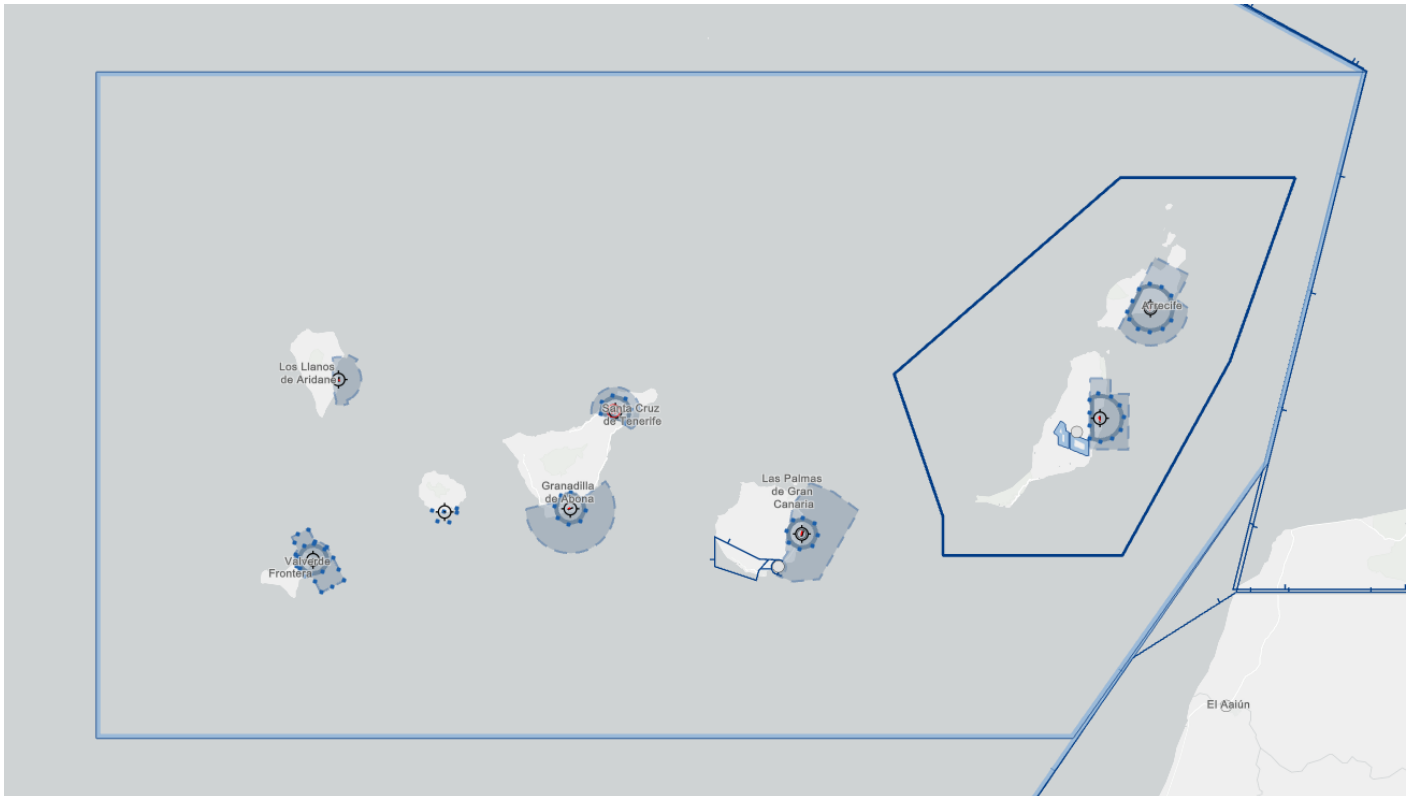 Arrecife
Los Llanos
de Aridane
Santa Cruz
de Tenerife
Las Palmas
de Gran
Canaria
Granadilla
de Abona
Valverde
Frontera
El Aaiún